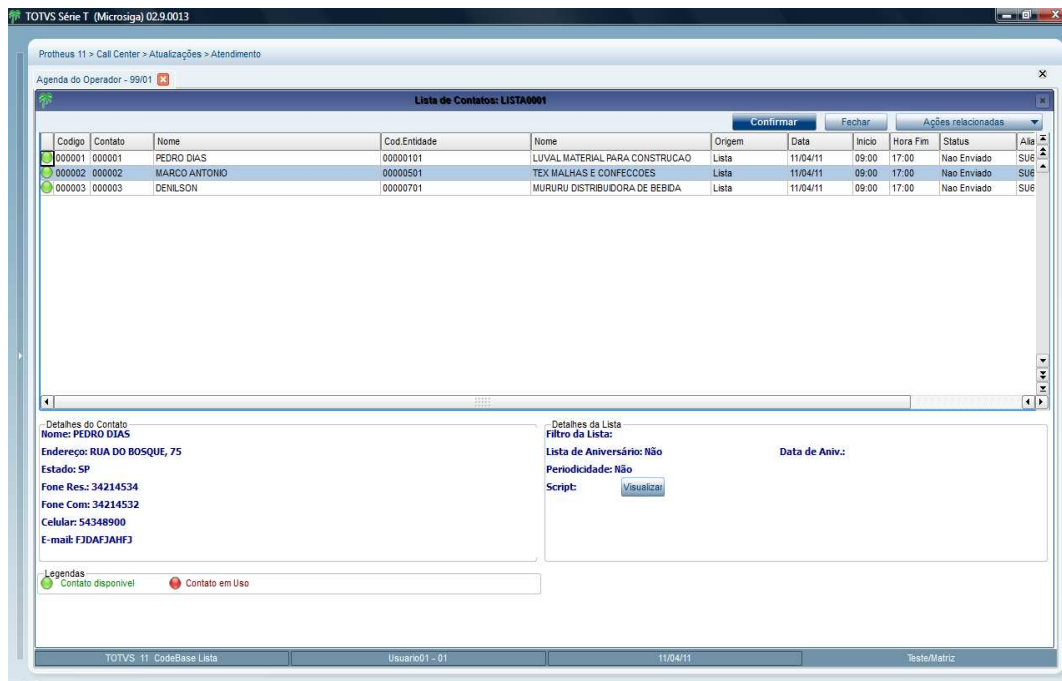 TOTVS Série T (Microsiga) 02.9.0013
Protheus 11 > Call Center > Atualizações > Atendimento
Agenda do Operador - 99/01
Lista de Contatos: LISTA0001
Confirmar Fechar Ações relacionadas
Codigo Contato Nome Cod.Entidade Nome Origem Data Inicio Hora Fim Status Alia
000001 000001 PEDRO DIAS 00000101 LUVAL MATERIAL PARA CONSTRUCAO Lista 11/04/11 09:00 17:00 Nao Enviado SU6
000002 000002 MARCO ANTONIO 00000501 TEX MALHAS E CONFECCOES Lista 11/04/11 09:00 17:00 Nao Enviado SU6
000003 000003 DENILSON 00000701 MURURU DISTRIBUIDORA DE BEBIDA Lista 11/04/11 09:00 17:00 Nao Enviado SU6
Detalhes do Contato
Nome: PEDRO DIAS
Endereço: RUA DO BOSQUE, 75
Estado: SP
Fone Res.: 34214534
Fone Com: 34214532
Celular: 54348900
E-mail: FJDAFJAHFJ
Detalhes da Lista
Filtro da Lista:
Lista de Aniversário: Não Data de Aniv.:
Periodicidade: Não
Script: Visualizar
Legendas
Contato disponivel Contato em Uso
TOTVS 11 CodeBase Lista Usuario01 - 01 11/04/11 Teste/Matriz